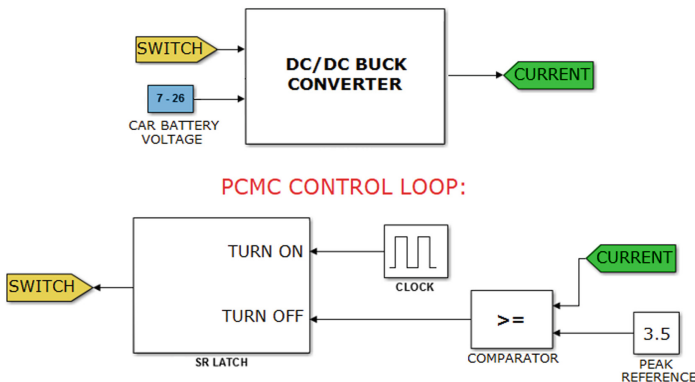 SWITCH
DC/DC BUCK
CONVERTER
CURRENT
7 - 26
CAR BATTERY
VOLTAGE
PCMC CONTROL LOOP:
TURN ON
CLOCK
CURRENT
SWITCH
TURN OFF
>=
3.5
SR LATCH
COMPARATOR
PEAK
REFERENCE